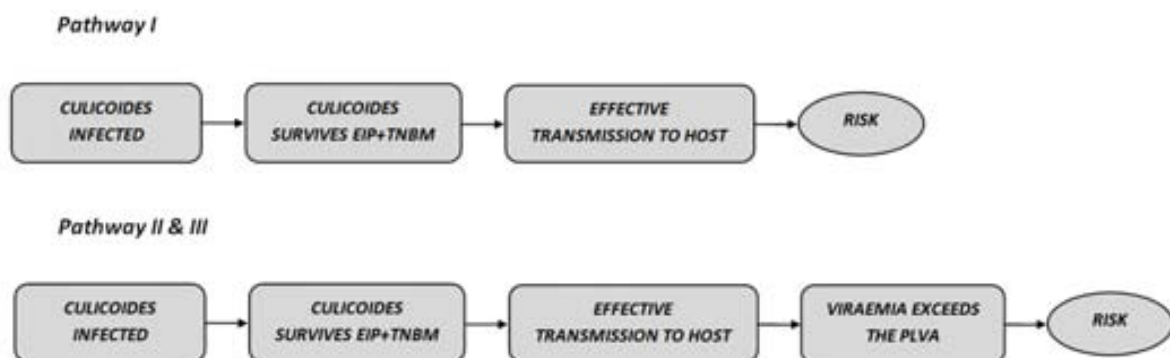 Pathway I
CULICOIDES
INFECTED
CULICOIDES
SURVIVES EIP+TNBM
EFFECTIVE
TRANSMISSION TO HOST
RISK
Pathway II & III
CULICOIDES
INFECTED
CULICOIDES
SURVIVES EIP+TNBM
EFFECTIVE
TRANSMISSION TO HOST
VIRAEMIA EXCEEDS
THE PLVA
RISK